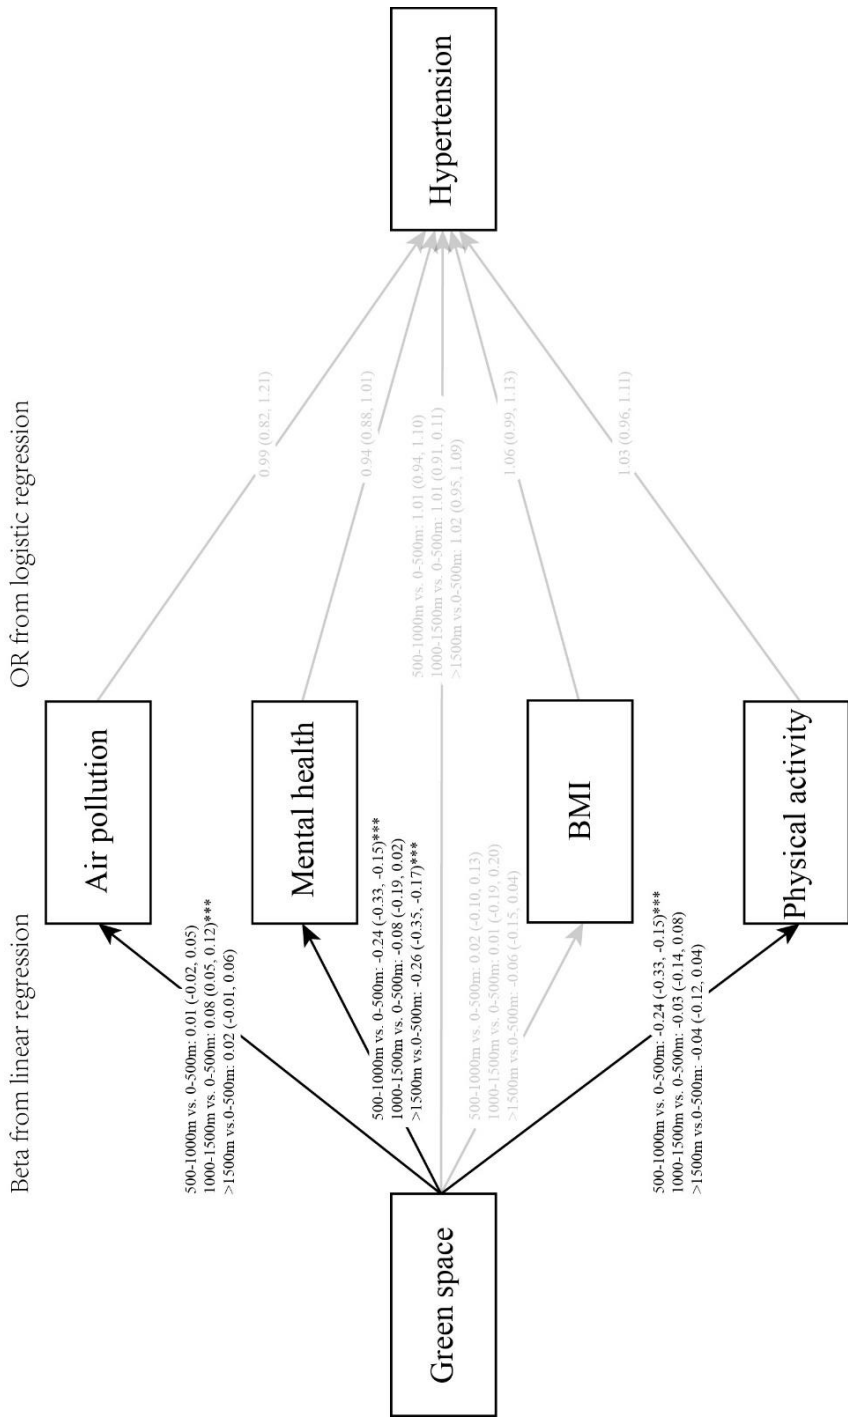 Beta from linear regression
OR from logistic regression
Green space
500-1000m vs. 0-500m: 0.01 (-0.02, 0.05)
1000-1500m vs. 0-500m: 0.08 (0.05, 0.12)***
>1500m vs.0-500m: 0.02 (-0.01, 0.06)
500-1000m vs. 0-500m: -0.24 (-0.33, -0.15)***
1000-1500m vs. 0-500m: -0.08 (-0.19, 0.02)
>1500m vs.0-500m: -0.26 (-0.35, -0.17)***
500-1000m vs. 0-500m: 0.02 (-0.10, 0.13)
1000-1500m vs. 0-500m: 0.01 (-0.19, 0.20)
>1500m vs.0-500m: -0.06 (-0.15, 0.04)
500-1000m vs. 0-500m: -0.24 (-0.33, -0.15)***
1000-1500m vs. 0-500m: -0.03 (-0.14, 0.08)
>1500m vs.0-500m: -0.04 (-0.12, 0.04)
Air pollution
Mental health
BMI
Physical activity
0.99 (0.82, 1.21)
0.94 (0.88, 1.01)
500-1000m vs. 0-500m: 1.01 (0.94, 1.10)
1000-1500m vs. 0-500m: 1.01 (0.91, 0.11)
>1500m vs.0-500m: 1.02 (0.95, 1.09)
1.06 (0.99, 1.13)
1.03 (0.96, 1.11)
Hypertension